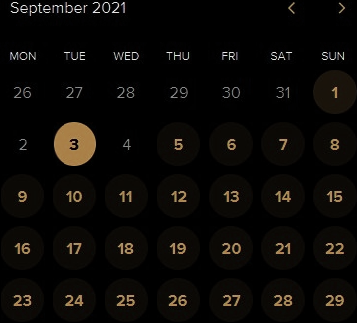 September 2021 < >
MON TUE WED THU FRI SAT SUN
26 27 28 29 30 31 1
2 3 4 5 6 7 8
9 10 11 12 13 14 15
16 17 18 19 20 21 22
23 24 25 26 27 28 29